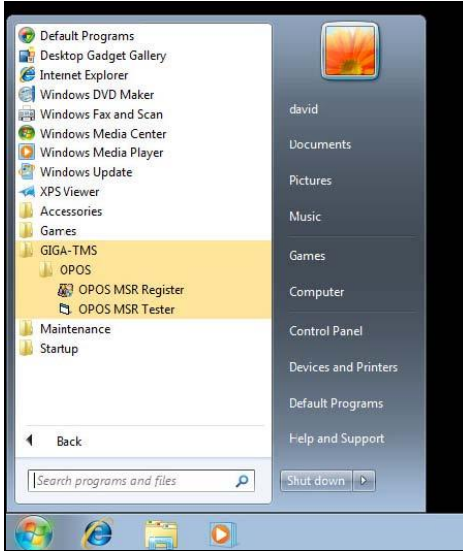 Default Programs
Desktop Gadget Gallery
Internet Explorer
Windows DVD Maker
Windows Fax and Scan
Windows Media Center
Windows Media Player
Windows Update
XPS Viewer
Accessories
Games
GIGA-TMS
OPOS
OPOS MSR Register
OPOS MSR Tester
Maintenance
Startup
Back
Search programs and files
david
Documents
Pictures
Music
Games
Computer
Control Panel
Devices and Printers
Default Programs
Help and Support
Shut down